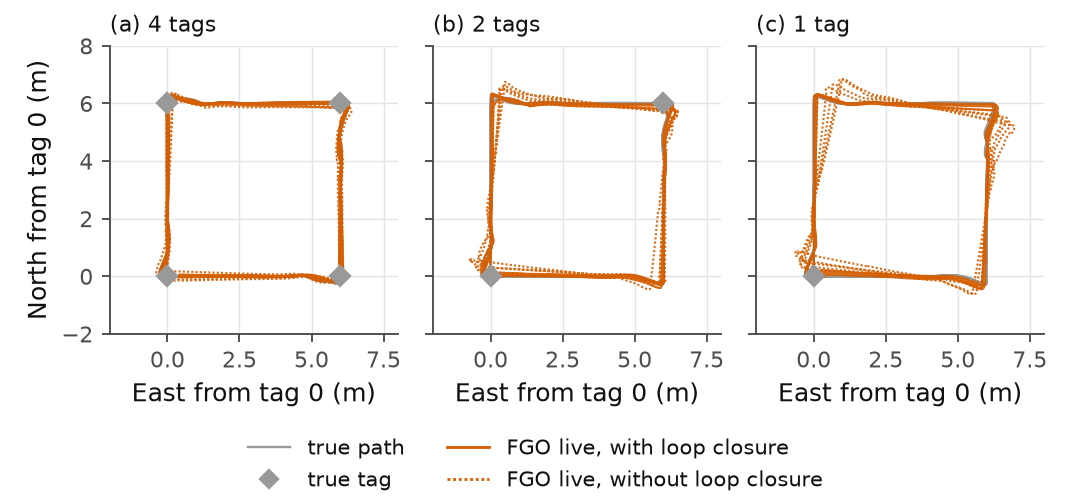 (a) 4 tags
(b) 2 tags
(c) 1 tag
North from tag 0 (m)
8
6
4
2
0
−2
0.0 2.5 5.0 7.5
0.0 2.5 5.0 7.5
0.0 2.5 5.0 7.5
East from tag 0 (m)
East from tag 0 (m)
East from tag 0 (m)
true path
true tag
FGO live, with loop closure
FGO live, without loop closure